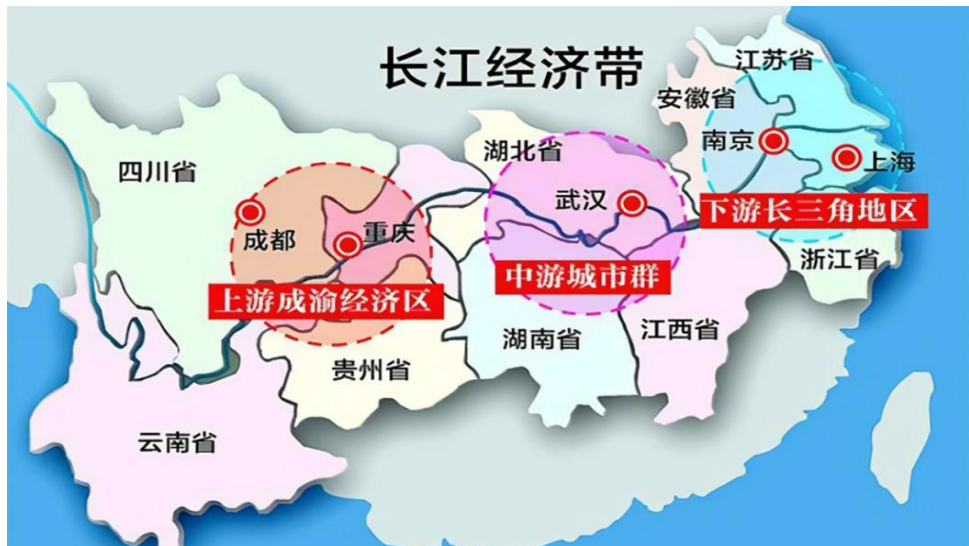 长江经济带
江苏省
安徽省
南京
上海
下游长三角地区
浙江省
湖北省
武汉
中游城市群
湖南省
江西省
四川省
成都
重庆
上游成渝经济区
贵州省
云南省